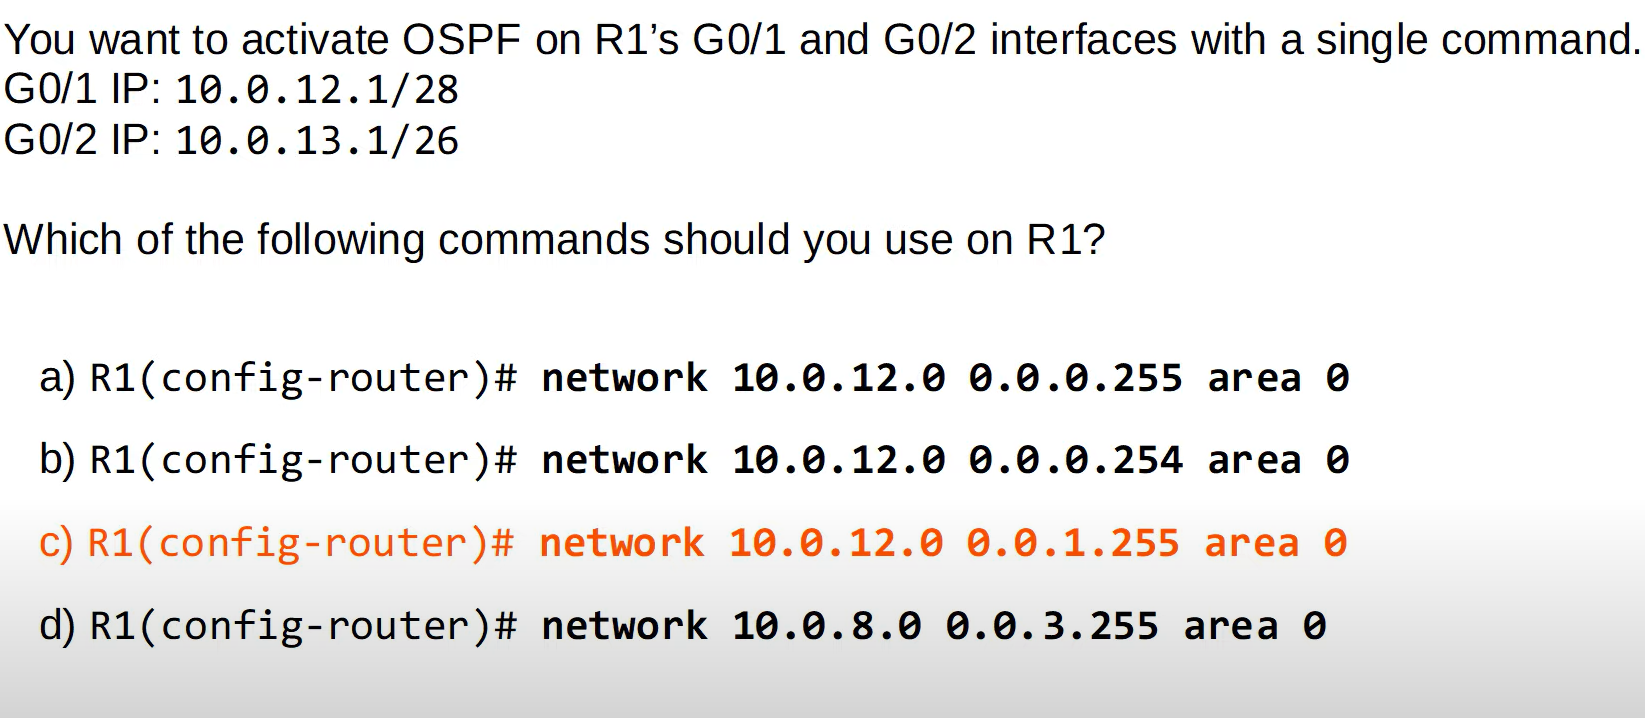 You want to activate OSPF on R1’s G0/1 and G0/2 interfaces with a single command.
G0/1 IP: 10.0.12.1/28
G0/2 IP: 10.0.13.1/26
Which of the following commands should you use on R1?
a) R1(config-router)# network 10.0.12.0 0.0.0.255 area 0
b) R1(config-router)# network 10.0.12.0 0.0.0.254 area 0
c) R1(config-router)# network 10.0.12.0 0.0.1.255 area 0
d) R1(config-router)# network 10.0.8.0 0.0.3.255 area 0